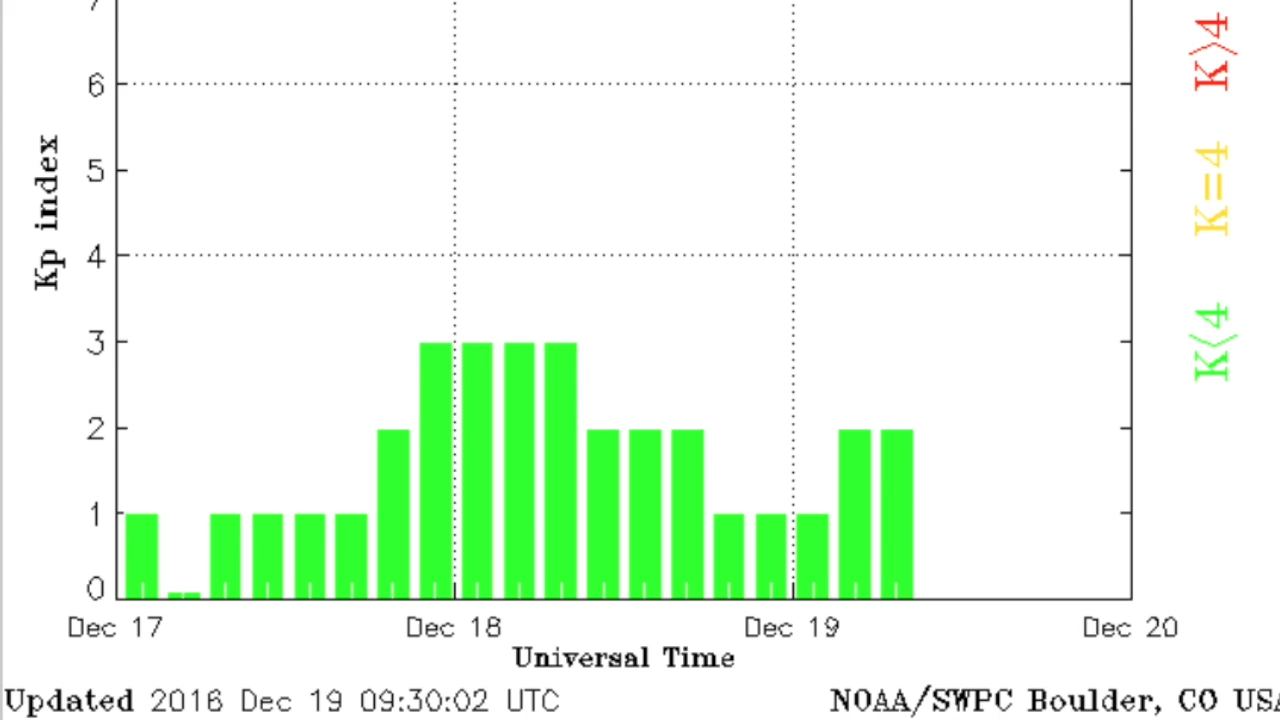 7
6
5
4
3
2
1
0
Kp index
Dec 17 Dec 18 Dec 19 Dec 20
Universal Time
Updated 2016 Dec 19 09:30:02 UTC
NOAA/SWPC Boulder, CO USA
K>4
K=4
K<4